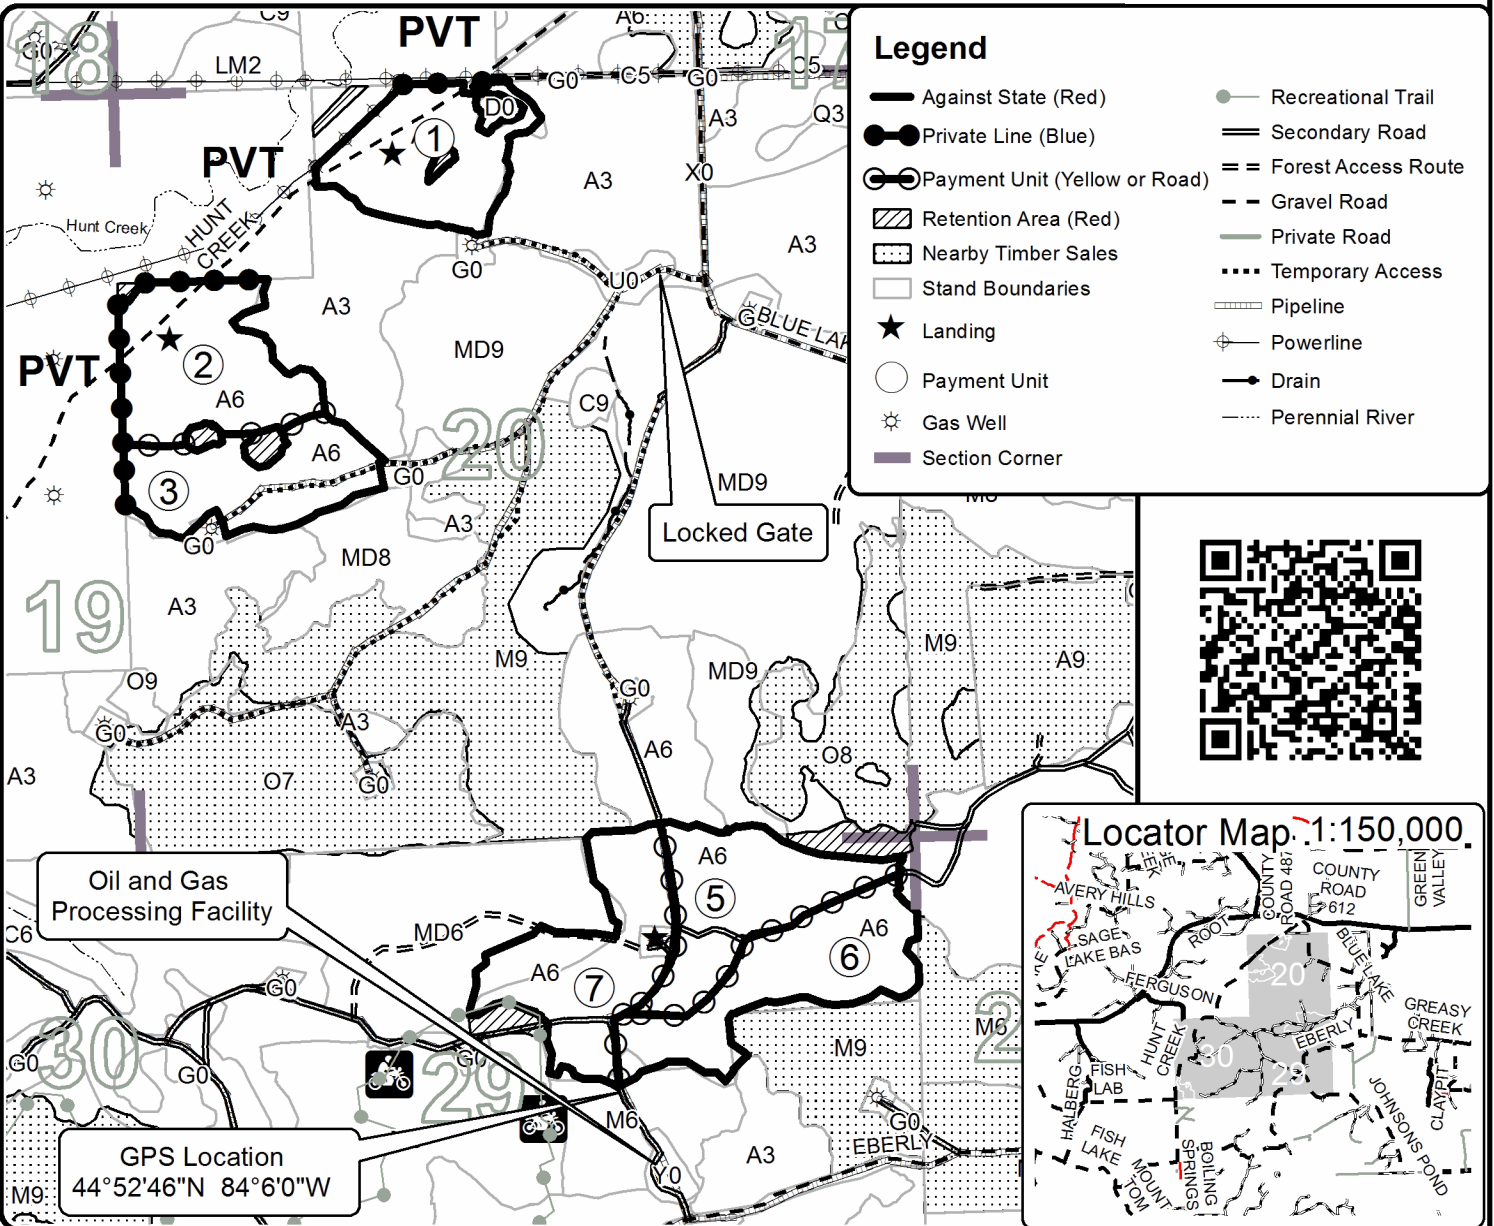 18
C9
PVT
A6
17
G0
LM2
G0
C5
G0
C5
D0
1
A3
Q3
PVT
X0
A3
Hunt Creek
HUNT
CREEK
G0
U0
A3
A3
G
BLUE LAK
MD9
PVT
2
A6
C9
20
A6
G0
MD9
3
A3
Locked Gate
G0
MD8
19
A3
M9
M9
A9
MD9
O9
G0
G0
A3
A6
O8
A3
O7
G0
A6
5
Oil and Gas
Processing Facility
C6
MD6
A6
A6
6
7
G0
M6
2
30
G0
G0
G0
M9
29
G0
M6
EBERLY
A3
Y0
M9
GPS Location
44°52'46"N 84°6'0"W
Legend
Against State (Red)
Private Line (Blue)
Payment Unit (Yellow or Road)
Retention Area (Red)
Nearby Timber Sales
Stand Boundaries
Landing
Payment Unit
Gas Well
Section Corner
Recreational Trail
Secondary Road
Forest Access Route
Gravel Road
Private Road
Temporary Access
Pipeline
Powerline
Drain
Perennial River
Locator Map 1:150,000
AVERY HILLS
COUNTY
ROAD 487
COUNTY
ROAD
612
GREEN
VALLEY
SAGE
LAKE BAS
ROOT
BLUE LAKE
20
FERGUSON
GREASY
CREEK
HUNT
CREEK
EBERLY
30
29
FISH
LAB
HALBERG
CLAYPIT
JOHNSONS POND
FISH
LAKE
MOUNT
TOM
BOILING
SPRINGS